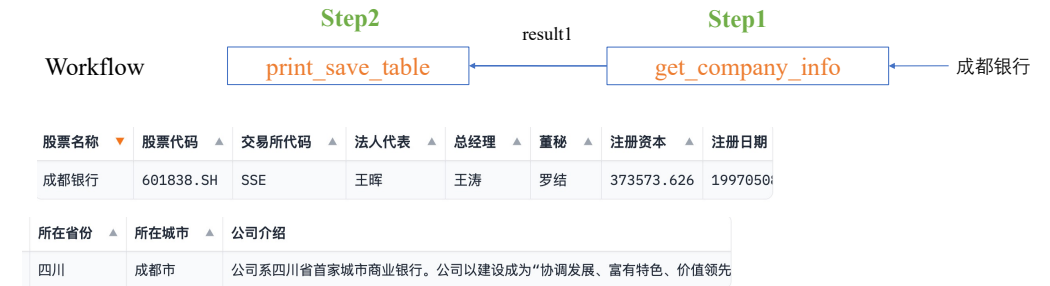 Step2 Step1
result1
Workflow print_save_table get_company_info 成都银行
股票名称 股票代码 交易所代码 法人代表 总经理 董秘 注册资本 注册日期
成都银行 601838.SH SSE 王晖 王涛 罗结 373573.626 19970508
所在省份 所在城市 公司介绍
四川 成都市 公司系四川省首家城市商业银行。公司以建设成为“协调发展、富有特色、价值领先